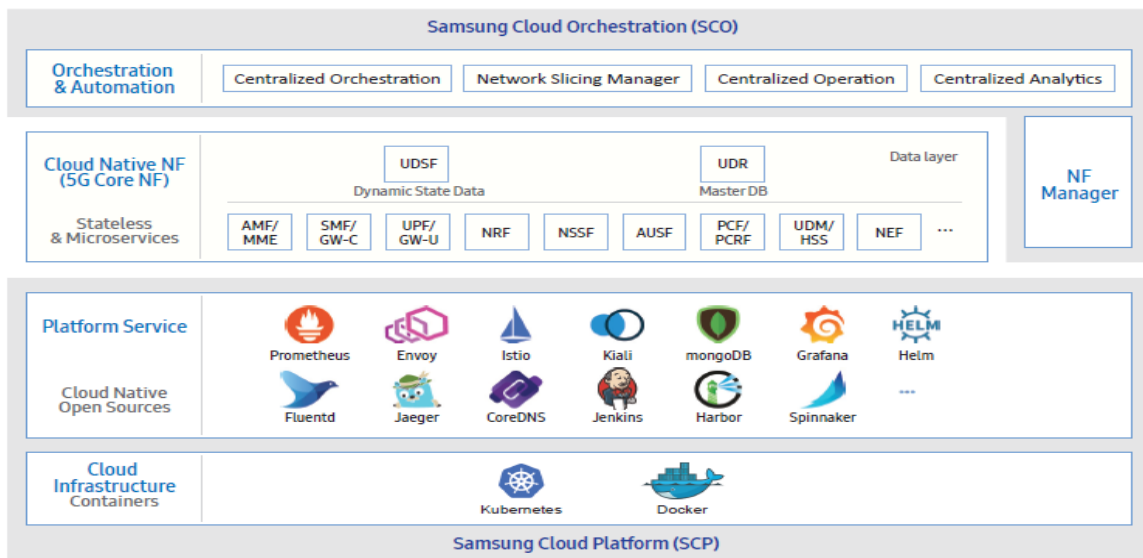 Samsung Cloud Orchestration (SCO)
Orchestration
& Automation
Centralized Orchestration
Network Slicing Manager
Centralized Operation
Centralized Analytics
Cloud Native NF
(5G Core NF)
Stateless
& Microservices
UDSF
Dynamic State Data
UDR
Master DB
Data layer
AMF/
MME
SMF/
GW-C
UPF/
GW-U
NRF
NSSF
AUSF
PCF/
PCRF
UDM/
HSS
NEF
...
NF
Manager
Platform Service
Cloud Native
Open Sources
Prometheus
Envoy
Istio
Kiali
mongoDB
Grafana
HELM
Helm
Fluentd
Jaeger
CoreDNS
Jenkins
Harbor
Spinnaker
...
Cloud
Infrastructure
Containers
Kubernetes
Docker
Samsung Cloud Platform (SCP)